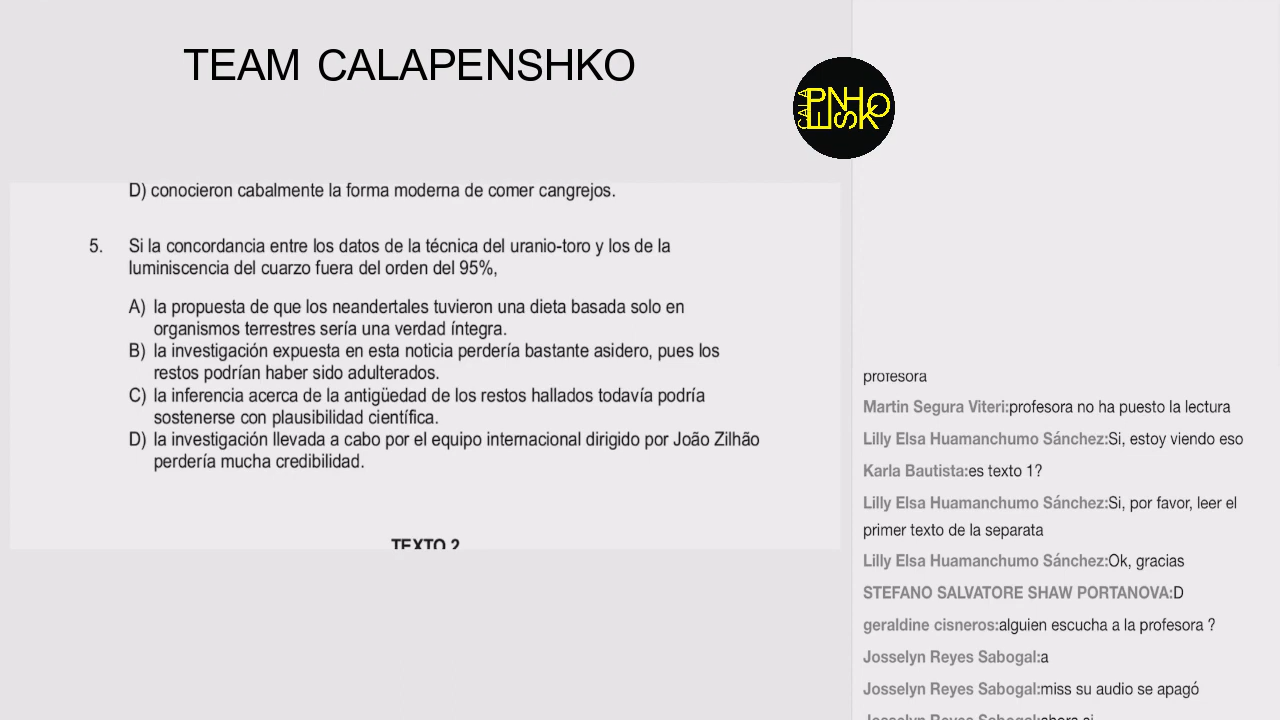 TEAM CALAPENSHKO
CALA
PENHSKO
D) conocieron cabalmente la forma moderna de comer cangrejos.
5. Si la concordancia entre los datos de la técnica del uranio-toro y los de la
luminiscencia del cuarzo fuera del orden del 95%,
A) la propuesta de que los neandertales tuvieron una dieta basada solo en
organismos terrestres sería una verdad íntegra.
B) la investigación expuesta en esta noticia perdería bastante asidero, pues los
restos podrían haber sido adulterados.
C) la inferencia acerca de la antigüedad de los restos hallados todavía podría
sostenerse con plausibilidad científica.
D) la investigación llevada a cabo por el equipo internacional dirigido por João Zilhão
perdería mucha credibilidad.
TEXTO 2
profesora
Martin Segura Viteri:profesora no ha puesto la lectura
Lilly Elsa Huamanchumo Sánchez:Si, estoy viendo eso
Karla Bautista:es texto 1?
Lilly Elsa Huamanchumo Sánchez:Si, por favor, leer el
primer texto de la separata
Lilly Elsa Huamanchumo Sánchez:Ok, gracias
STEFANO SALVATORE SHAW PORTANOVA:D
geraldine cisneros:alguien escucha a la profesora ?
Josselyn Reyes Sabogal:a
Josselyn Reyes Sabogal:miss su audio se apagó
Josselyn Reyes Sabogal:ahora si